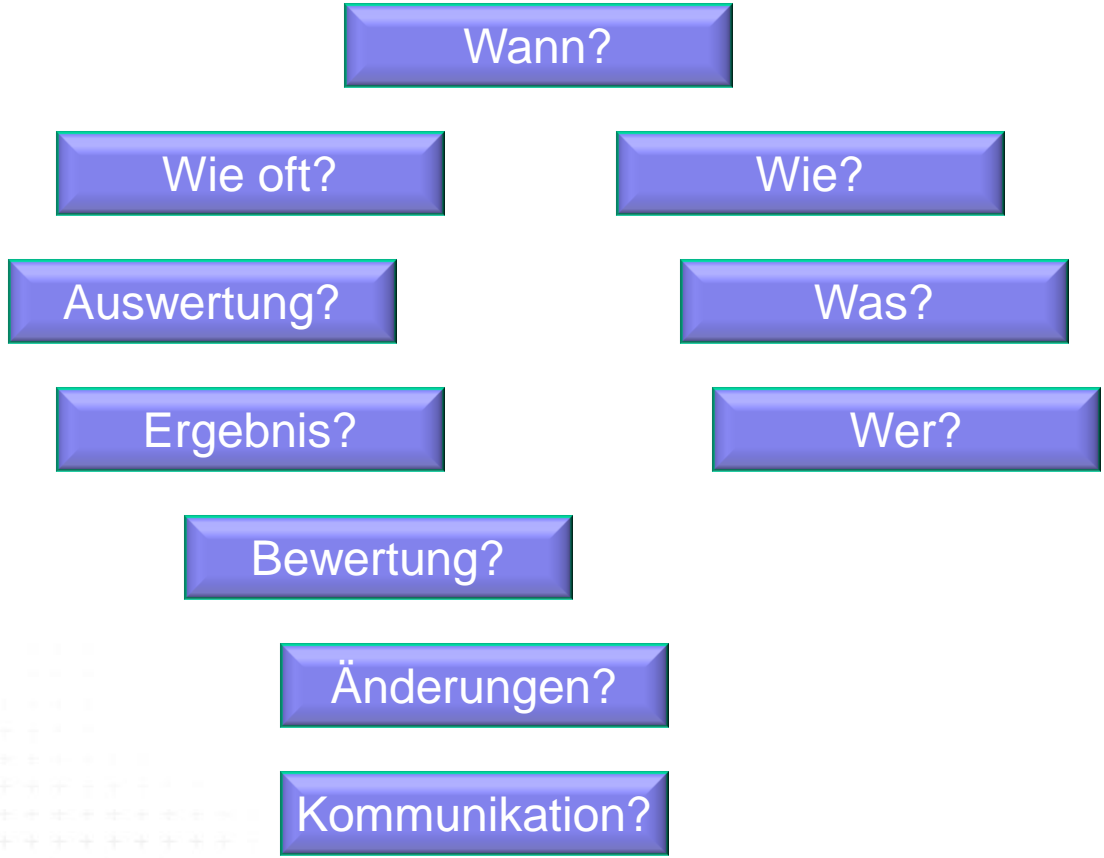 Wann?
Wie oft?
Wie?
Auswertung?
Was?
Ergebnis?
Wer?
Bewertung?
Änderungen?
Kommunikation?